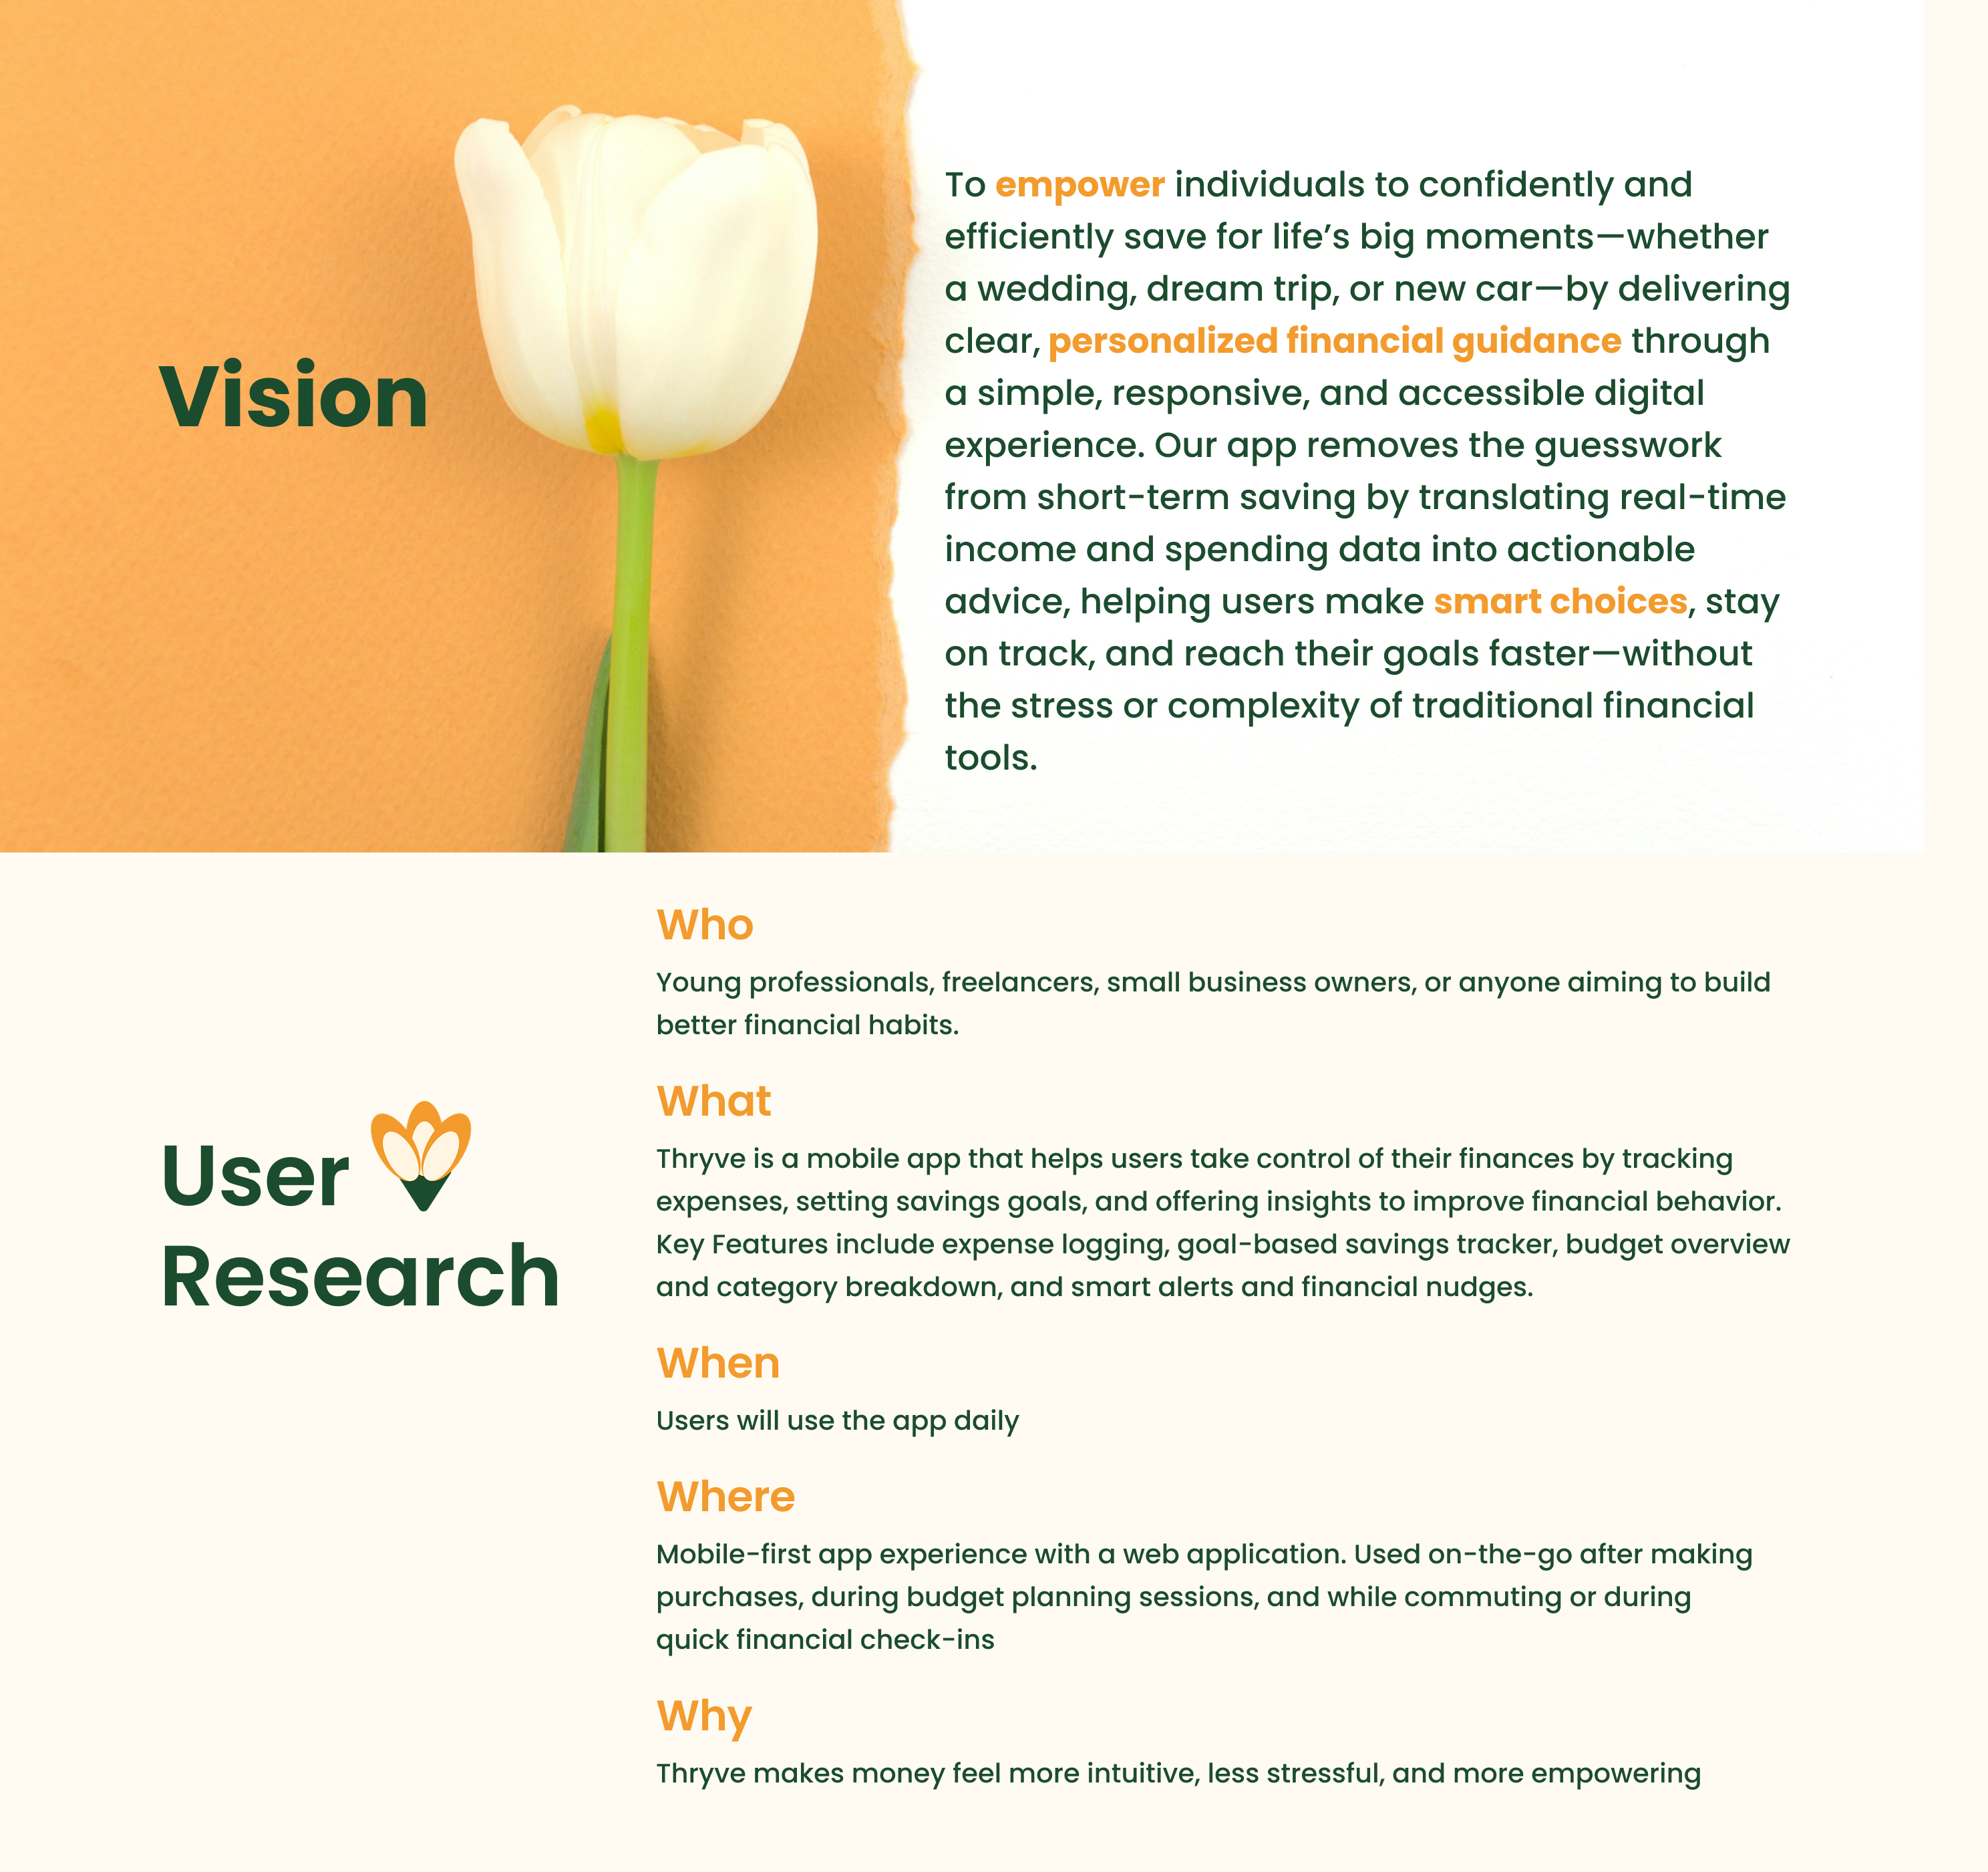 Vision
To empower individuals to confidently and
efficiently save for life’s big moments—whether
a wedding, dream trip, or new car—by delivering
clear, personalized financial guidance through
a simple, responsive, and accessible digital
experience. Our app removes the guesswork
from short-term saving by translating real-time
income and spending data into actionable
advice, helping users make smart choices, stay
on track, and reach their goals faster—without
the stress or complexity of traditional financial
tools.
User
Research
Who
Young professionals, freelancers, small business owners, or anyone aiming to build
better financial habits.
What
Thryve is a mobile app that helps users take control of their finances by tracking
expenses, setting savings goals, and offering insights to improve financial behavior.
Key Features include expense logging, goal-based savings tracker, budget overview
and category breakdown, and smart alerts and financial nudges.
When
Users will use the app daily
Where
Mobile-first app experience with a web application. Used on-the-go after making
purchases, during budget planning sessions, and while commuting or during
quick financial check-ins
Why
Thryve makes money feel more intuitive, less stressful, and more empowering